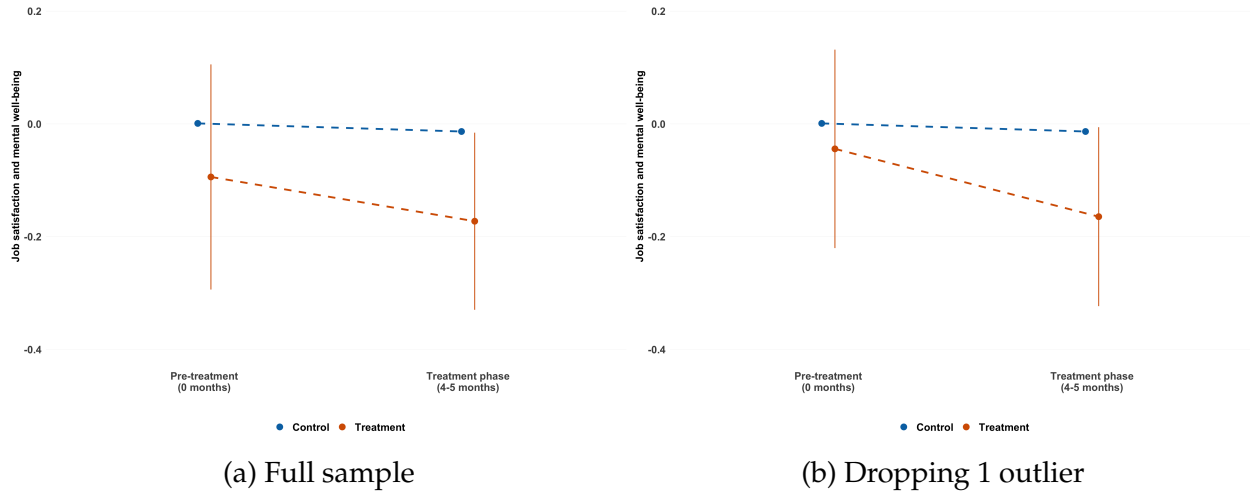 Job satisfaction and mental well-being
0.2
0.0
-0.2
-0.4
Pre-treatment
(0 months)
Treatment phase
(4-5 months)
Control
Treatment
(a) Full sample
Job satisfaction and mental well-being
0.2
0.0
-0.2
-0.4
Pre-treatment
(0 months)
Treatment phase
(4-5 months)
Control
Treatment
(b) Dropping 1 outlier